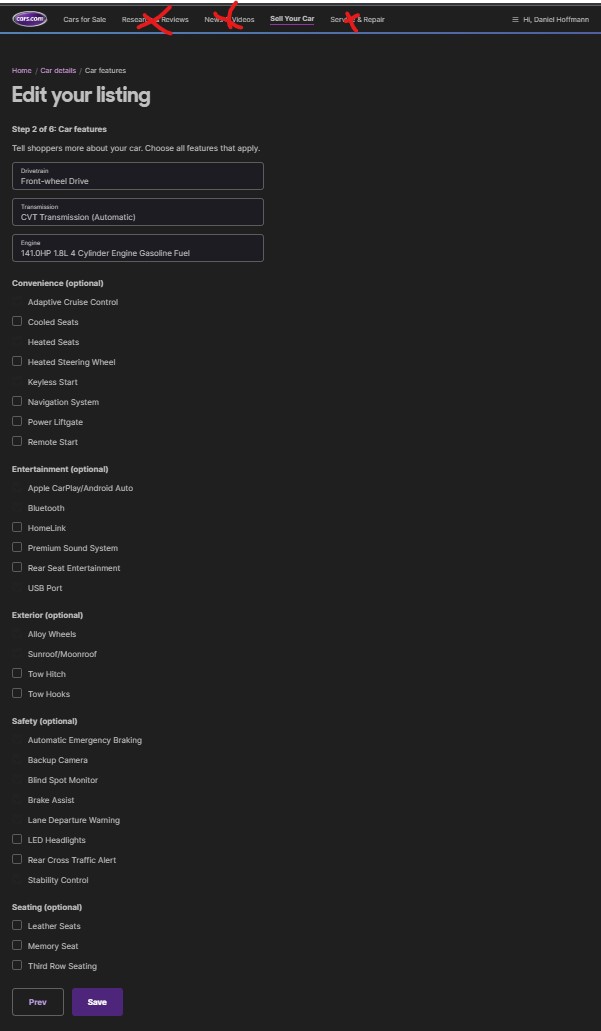 cars.com Cars for Sale Research & Reviews News & Videos Sell Your Car Service & Repair Hi, Daniel Hoffmann
Home / Car details / Car features
Edit your listing
Step 2 of 6: Car features
Tell shoppers more about your car. Choose all features that apply.
Drivetrain
Front-wheel Drive
Transmission
CVT Transmission (Automatic)
Engine
141.0HP 1.8L 4 Cylinder Engine Gasoline Fuel
Convenience (optional)
Adaptive Cruise Control
Cooled Seats
Heated Seats
Heated Steering Wheel
Keyless Start
Navigation System
Power Liftgate
Remote Start
Entertainment (optional)
Apple CarPlay/Android Auto
Bluetooth
HomeLink
Premium Sound System
Rear Seat Entertainment
USB Port
Exterior (optional)
Alloy Wheels
Sunroof/Moonroof
Tow Hitch
Tow Hooks
Safety (optional)
Automatic Emergency Braking
Backup Camera
Blind Spot Monitor
Brake Assist
Lane Departure Warning
LED Headlights
Rear Cross Traffic Alert
Stability Control
Seating (optional)
Leather Seats
Memory Seat
Third Row Seating
Prev Save